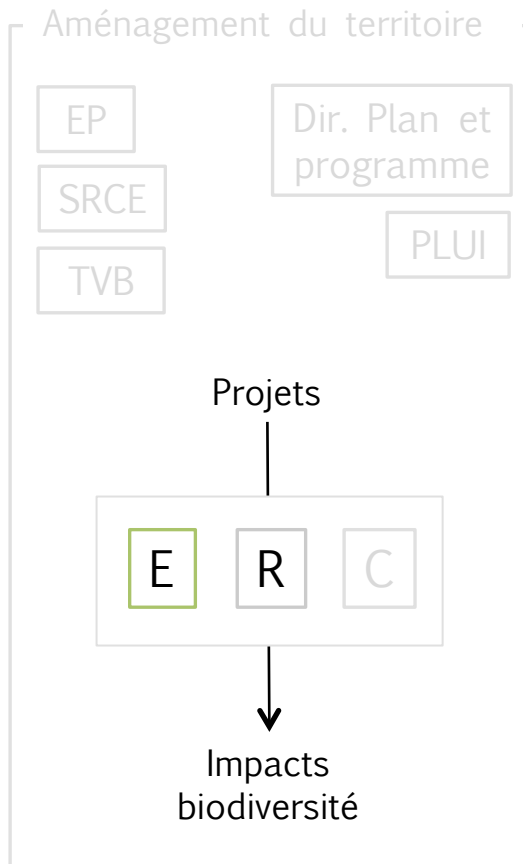 Aménagement du territoire
EP
Dir. Plan et
programme
SRCE
PLUI
TVB
Projets
E R C
Impacts
biodiversité